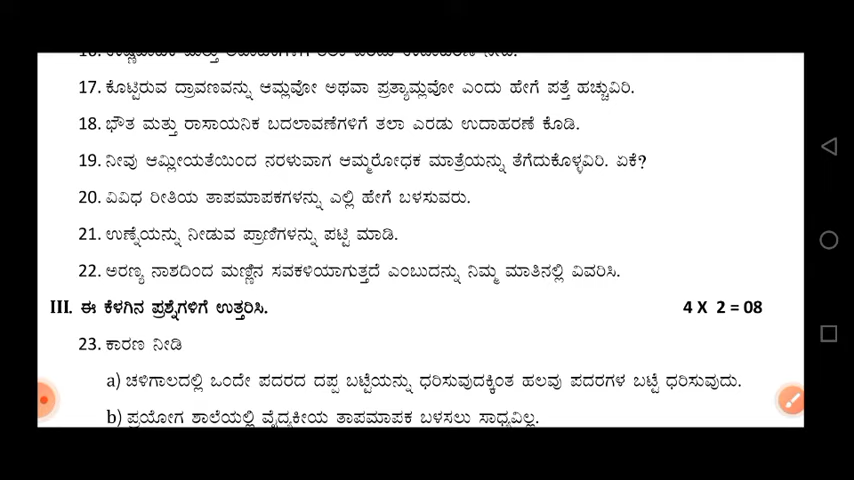 17. ಕೊಟ್ಟಿರುವ ದ್ರಾವಣವನ್ನು ಆಮ್ಲವೋ ಅಥವಾ ಪ್ರತ್ಯಾಮ್ಲವೋ ಎಂದು ಹೇಗೆ ಪತ್ತೆ ಹಚ್ಚುವಿರಿ.
18. ಭೌತ ಮತ್ತು ರಾಸಾಯನಿಕ ಬದಲಾವಣೆಗಳಿಗೆ ತಲಾ ಎರಡು ಉದಾಹರಣೆ ಕೊಡಿ.
19. ನೀವು ಆಮ್ಲೀಯತೆಯಿಂದ ನರಳುವಾಗ ಆಮ್ಮರೋಧಕ ಮಾತ್ರೆಯನ್ನು ತೆಗೆದುಕೊಳ್ಳವಿರಿ. ಏಕೆ?
20. ವಿವಿಧ ರೀತಿಯ ತಾಪಮಾಪಕಗಳನ್ನು ಎಲ್ಲಿ ಹೇಗೆ ಬಳಸುವರು.
21. ಉಣ್ಣೆಯನ್ನು ನೀಡುವ ಪ್ರಾಣಿಗಳನ್ನು ಪಟ್ಟಿ ಮಾಡಿ.
22. ಅರಣ್ಯ ನಾಶದಿಂದ ಮಣ್ಣಿನ ಸವಕಳಿಯಾಗುತ್ತದೆ ಎಂಬುದನ್ನು ನಿಮ್ಮ ಮಾತಿನಲ್ಲಿ ವಿವರಿಸಿ.
III. ಈ ಕೆಳಗಿನ ಪ್ರಶ್ನೆಗಳಿಗೆ ಉತ್ತರಿಸಿ. 4 X 2 = 08
23. ಕಾರಣ ನೀಡಿ
a) ಚಳಿಗಾಲದಲ್ಲಿ ಒಂದೇ ಪದರದ ದಪ್ಪ ಬಟ್ಟೆಯನ್ನು ಧರಿಸುವುದಕ್ಕಿಂತ ಹಲವು ಪದರಗಳ ಬಟ್ಟೆ ಧರಿಸುವುದು.
b) ಪ್ರಯೋಗ ಶಾಲೆಯಲ್ಲಿ ವೈದ್ಯಕೀಯ ತಾಪಮಾಪಕ ಬಳಸಲು ಸಾಧ್ಯವಿಲ್ಲ.